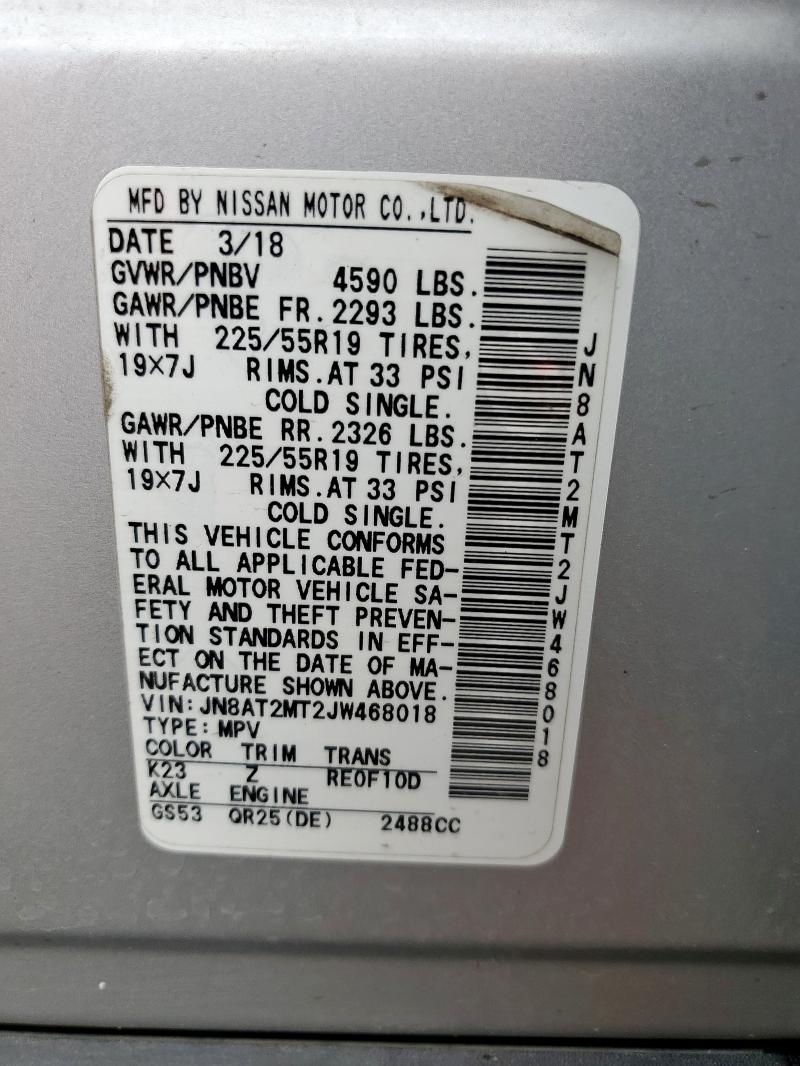 MFD BY NISSAN MOTOR CO.,LTD.
DATE 3/18
GVWR/PNBV 4590 LBS.
GAWR/PNBE FR. 2293 LBS.
WITH 225/55R19 TIRES,
19×7J RIMS.AT 33 PSI
COLD SINGLE.
GAWR/PNBE RR. 2326 LBS.
WITH 225/55R19 TIRES,
19×7J RIMS.AT 33 PSI
COLD SINGLE.
THIS VEHICLE CONFORMS
TO ALL APPLICABLE FED-
ERAL MOTOR VEHICLE SA-
FETY AND THEFT PREVEN-
TION STANDARDS IN EFF-
ECT ON THE DATE OF MA-
NUFACTURE SHOWN ABOVE.
VIN:JN8AT2MT2JW468018
TYPE:MPV
COLOR TRIM TRANS
K23 Z RE0F10D
AXLE ENGINE
GS53 QR25(DE) 2488CC
JN8AT2MT2JW468018